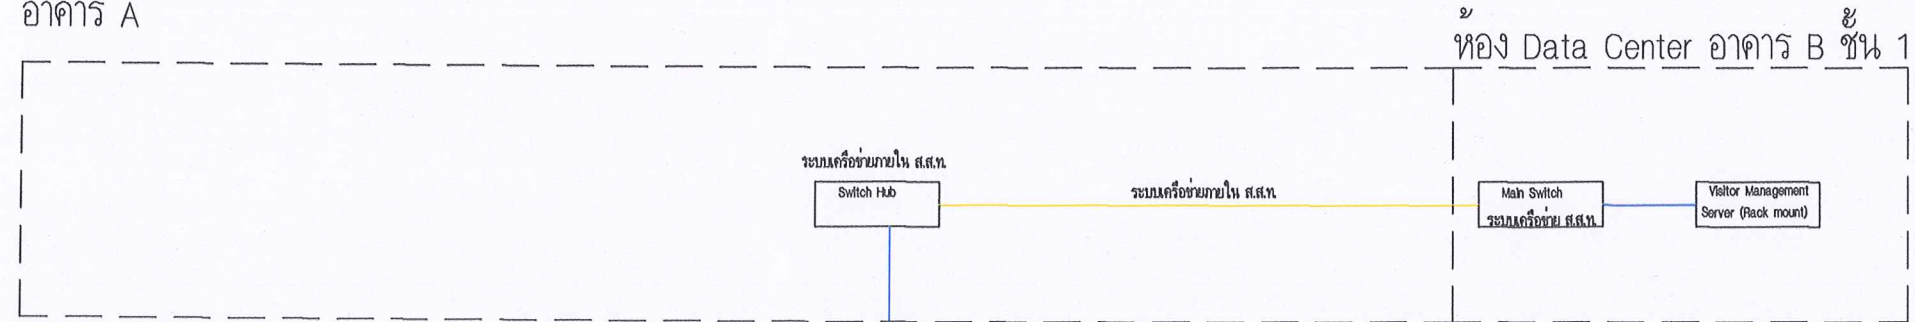 อาคาร A
ห้อง Data Center อาคาร B ชั้น 1
ระบบเครือข่ายภายใน ส.ส.ท.
Switch Hub
ระบบเครือข่ายภายใน ส.ส.ท.
Main Switch
ระบบเครือข่าย ส.ส.ท.
Visitor Management
Server (Rack mount)